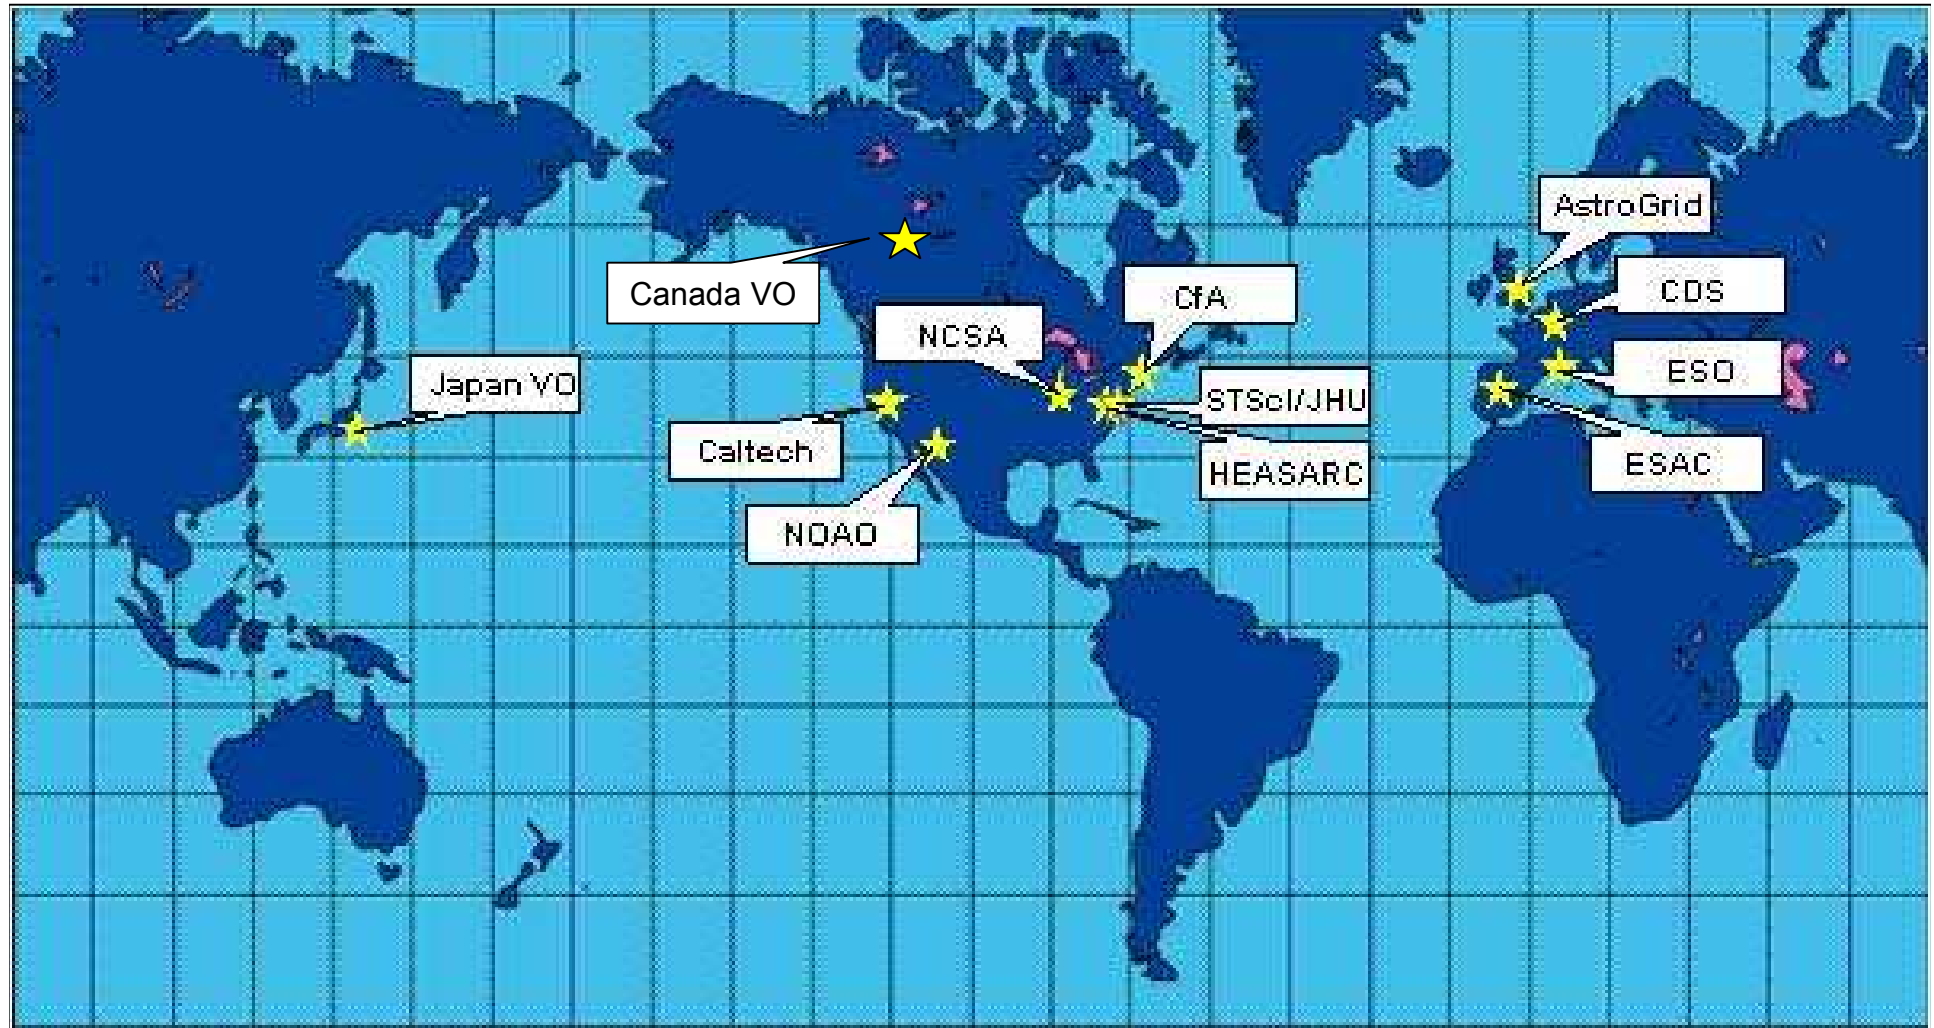 AstroGrid
Canada VO
CfA
CDS
NCSA
Japan VO
STScI/JHU
ESO
Caltech
HEASARC
ESAC
NOAO